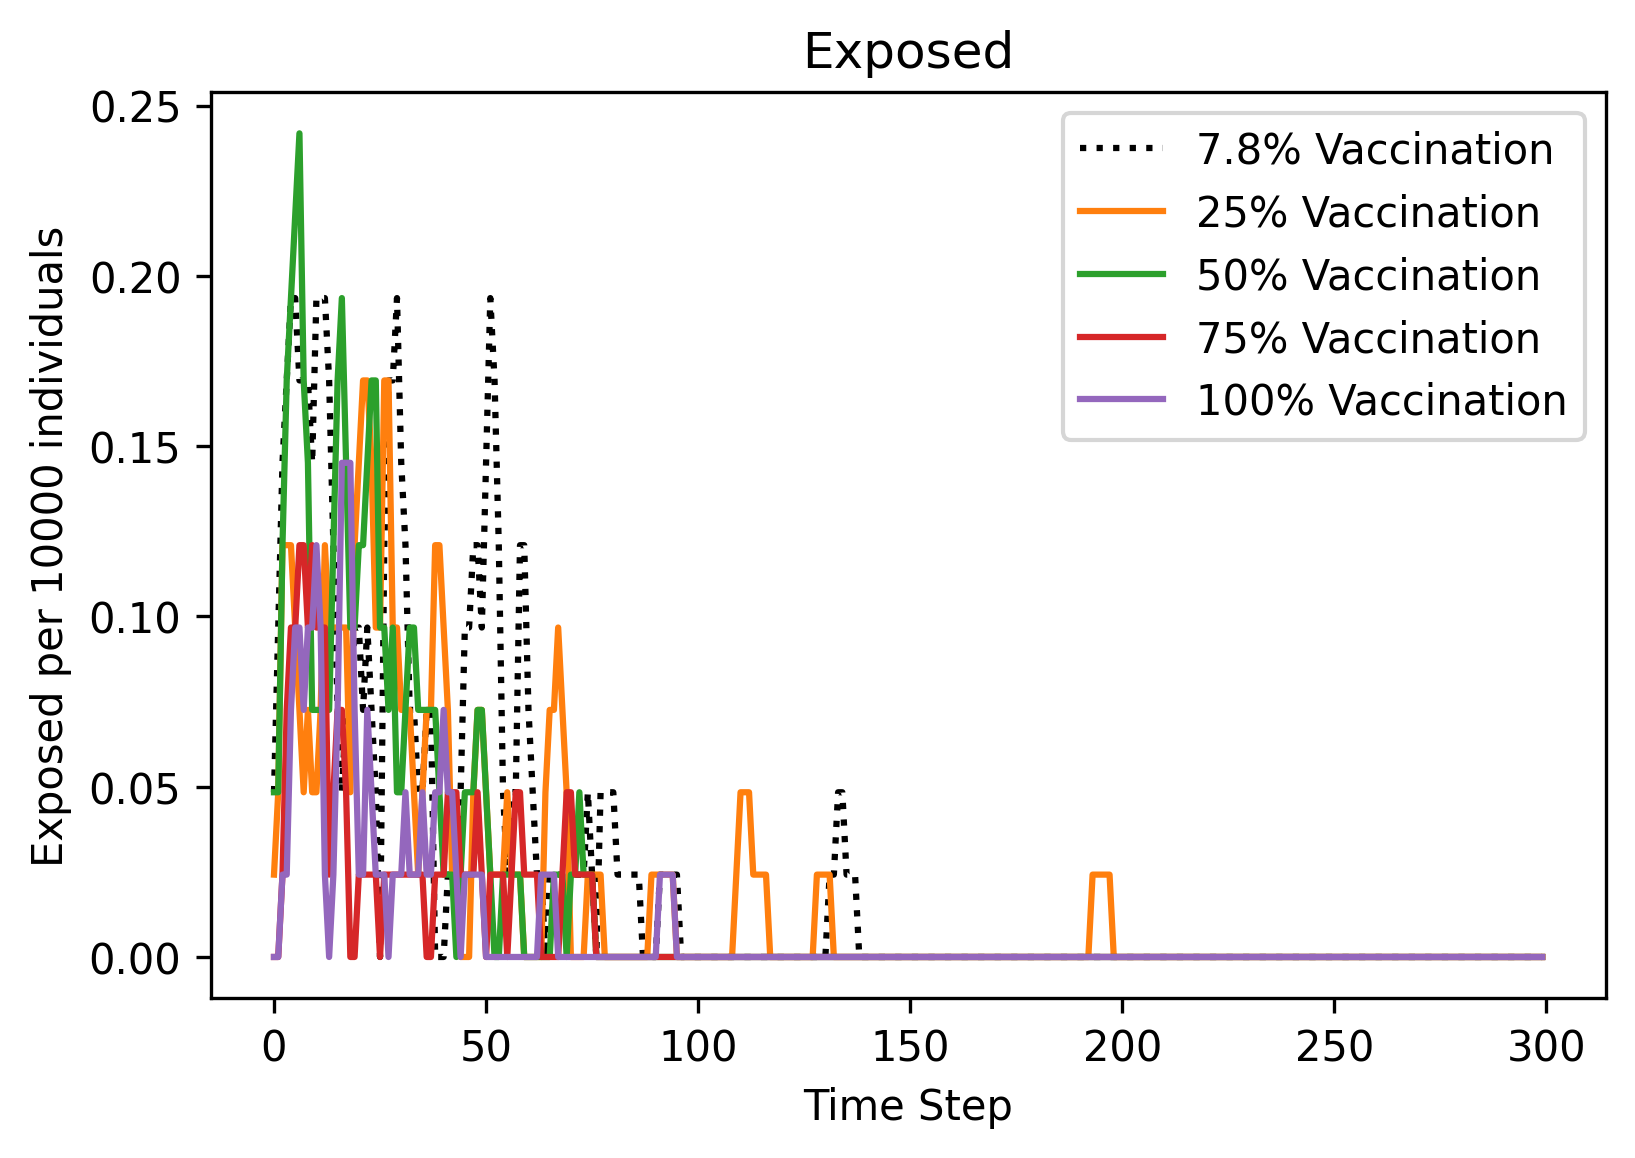 Exposed
0.25
0.20
0.15
0.10
0.05
0.00
Exposed per 10000 individuals
7.8% Vaccination
25% Vaccination
50% Vaccination
75% Vaccination
100% Vaccination
0 50 100 150 200 250 300
Time Step